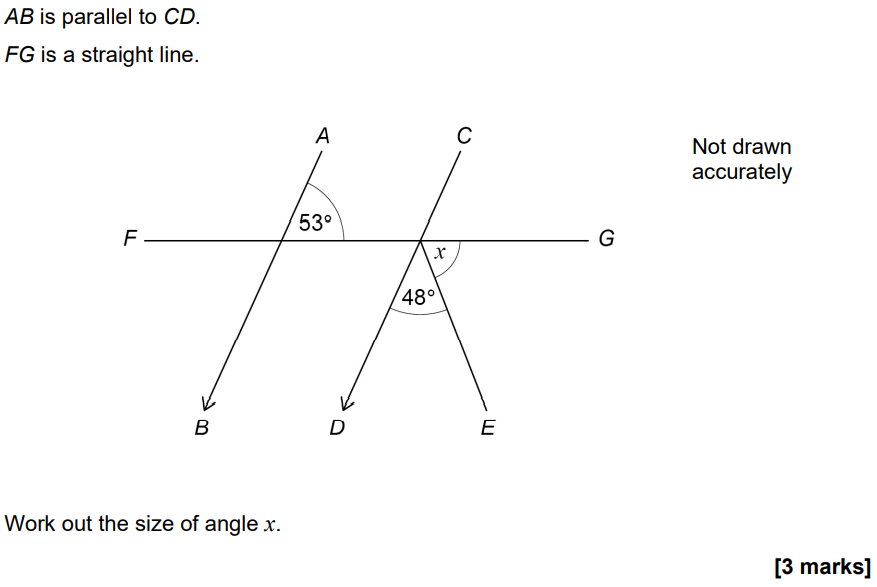 AB is parallel to CD.
FG is a straight line.
A
C
Not drawn
accurately
53°
F
G
x
48°
B
D
E
Work out the size of angle x.
[3 marks]